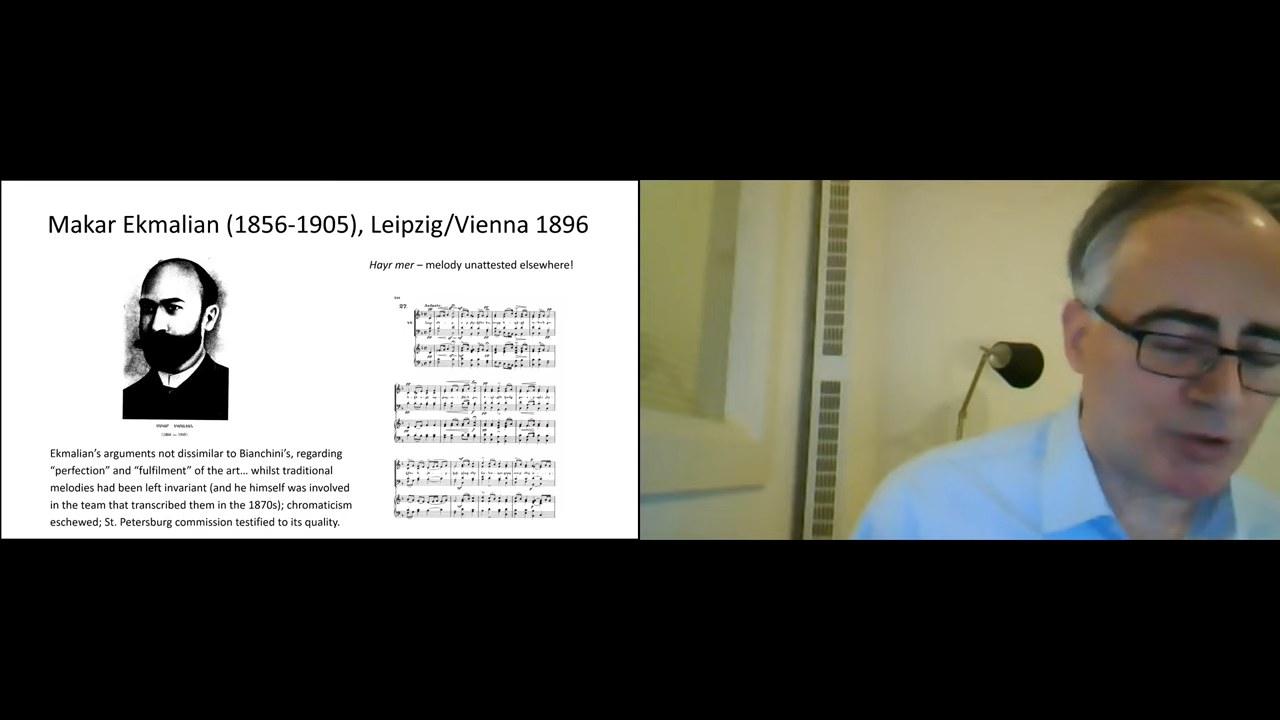 Makar Ekmalian (1856-1905), Leipzig/Vienna 1896
Hayr mer – melody unattested elsewhere!
Ekmalian’s arguments not dissimilar to Bianchini’s, regarding
“perfection” and “fulfilment” of the art… whilst traditional
melodies had been left invariant (and he himself was involved
in the team that transcribed them in the 1870s); chromaticism
eschewed; St. Petersburg commission testified to its quality.